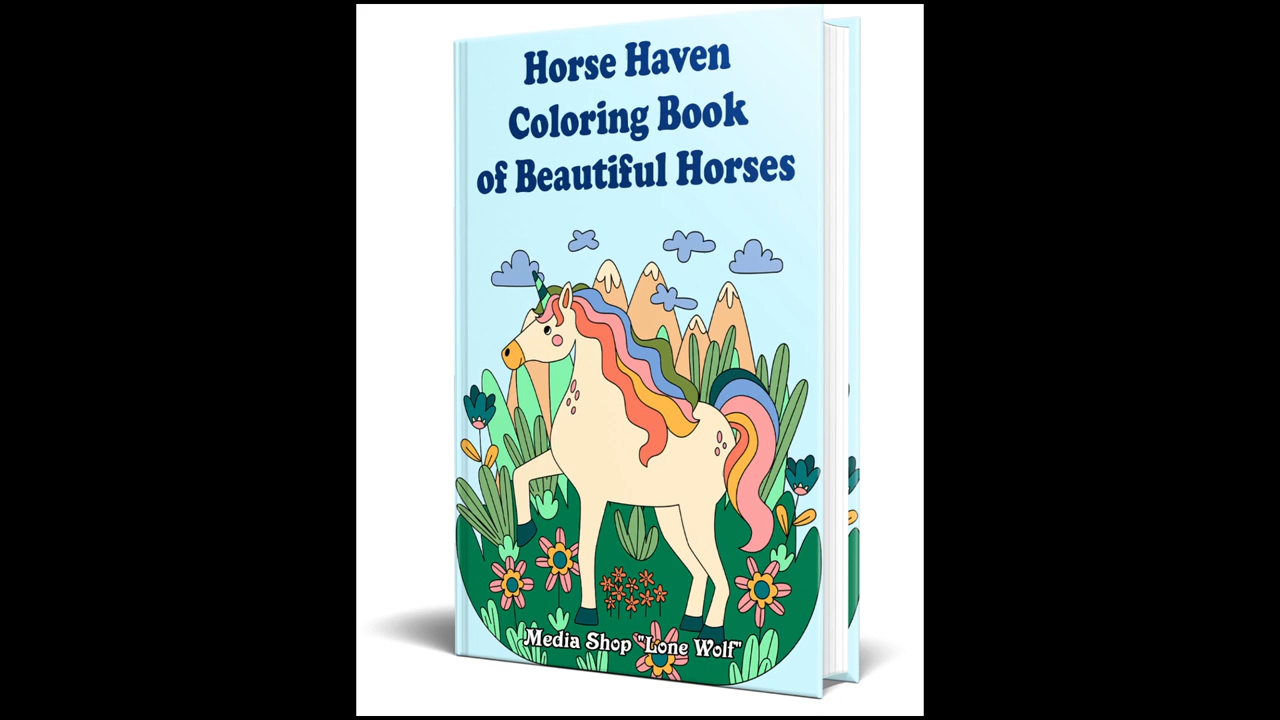 Horse Haven
Coloring Book
of Beautiful Horses
Media Shop "Lone Wolf"